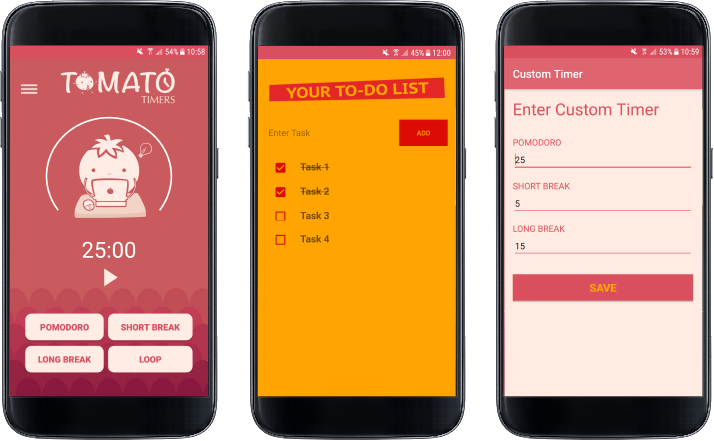 54% 10:58
TOMATO
TIMERS
25:00
POMODORO
SHORT BREAK
LONG BREAK
LOOP
45% 12:00
YOUR TO-DO LIST
Enter Task
ADD
Task 1
Task 2
Task 3
Task 4
53% 10:59
Custom Timer
Enter Custom Timer
POMODORO
25
SHORT BREAK
5
LONG BREAK
15
SAVE